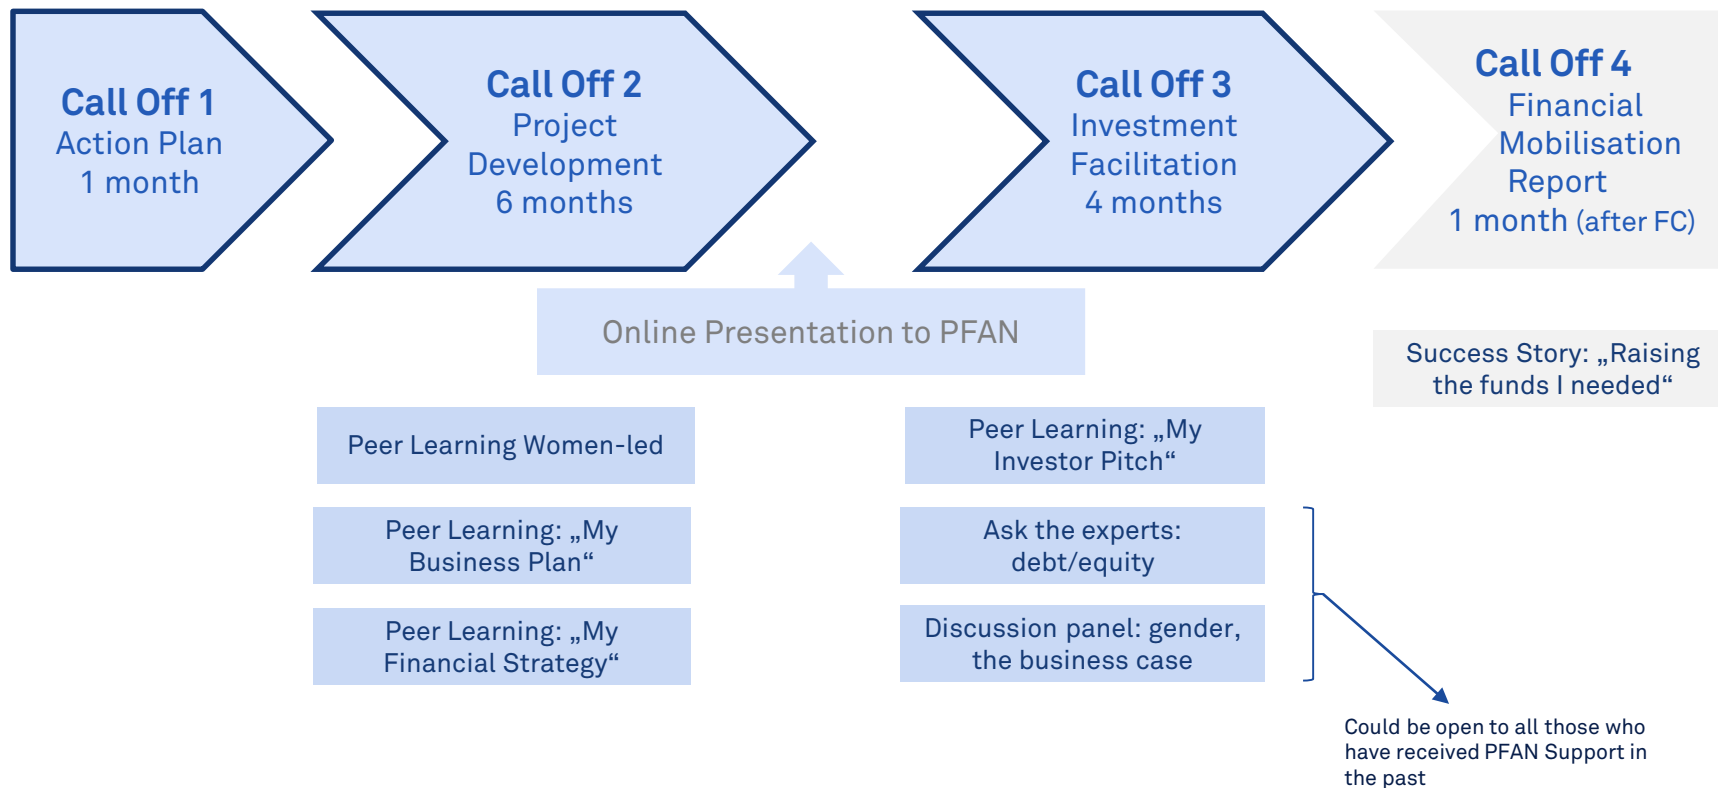 Call Off 1
Action Plan
1 month
Call Off 2
Project
Development
6 months
Call Off 3
Investment
Facilitation
4 months
Call Off 4
Financial
Mobilisation
Report
1 month (after FC)
Online Presentation to PFAN
Success Story: „Raising
the funds I needed“
Peer Learning Women-led
Peer Learning: „My
Business Plan“
Peer Learning: „My
Financial Strategy“
Peer Learning: „My
Investor Pitch“
Ask the experts:
debt/equity
Discussion panel: gender,
the business case
Could be open to all those who
have received PFAN Support in
the past